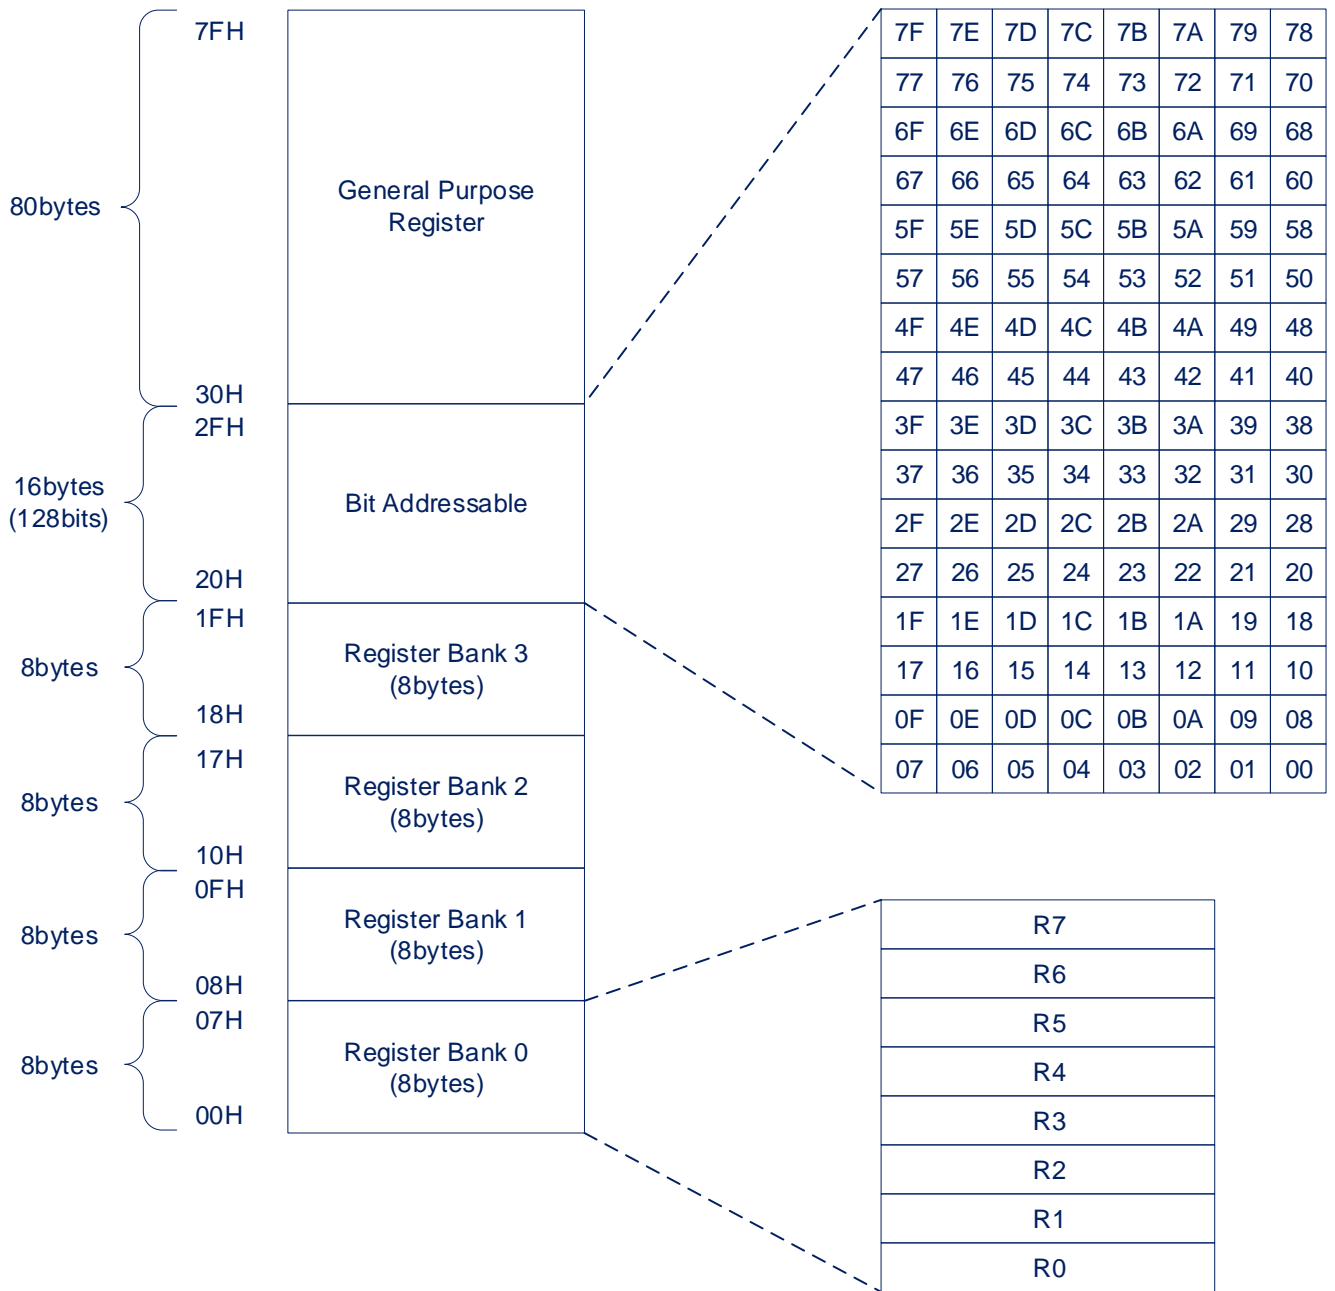 7FH
80bytes
General Purpose
Register
30H
2FH
16bytes
(128bits)
Bit Addressable
20H
1FH
8bytes
Register Bank 3
(8bytes)
18H
17H
8bytes
Register Bank 2
(8bytes)
10H
0FH
8bytes
Register Bank 1
(8bytes)
08H
07H
8bytes
Register Bank 0
(8bytes)
00H
7F 7E 7D 7C 7B 7A 79 78
77 76 75 74 73 72 71 70
6F 6E 6D 6C 6B 6A 69 68
67 66 65 64 63 62 61 60
5F 5E 5D 5C 5B 5A 59 58
57 56 55 54 53 52 51 50
4F 4E 4D 4C 4B 4A 49 48
47 46 45 44 43 42 41 40
3F 3E 3D 3C 3B 3A 39 38
37 36 35 34 33 32 31 30
2F 2E 2D 2C 2B 2A 29 28
27 26 25 24 23 22 21 20
1F 1E 1D 1C 1B 1A 19 18
17 16 15 14 13 12 11 10
0F 0E 0D 0C 0B 0A 09 08
07 06 05 04 03 02 01 00
R7
R6
R5
R4
R3
R2
R1
R0